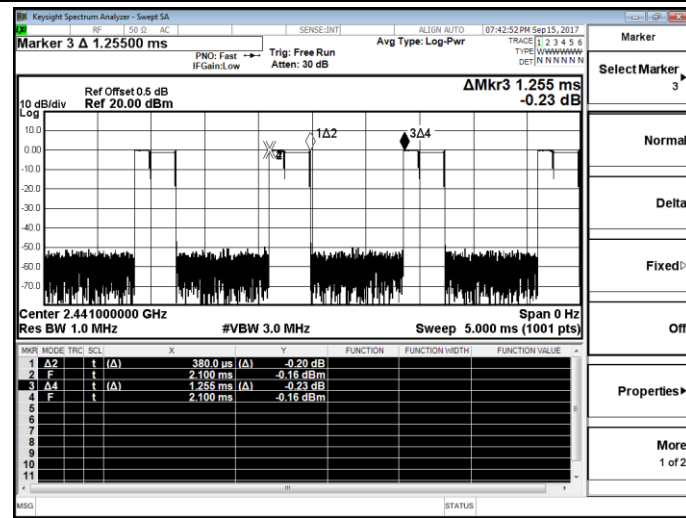 Keysight Spectrum Analyzer - Swept SA
RF 50 Ω AC SENSE:INT ALIGN AUTO 07:42:52 PM Sep 15, 2017
Marker 3 Δ 1.25500 ms
PNO: Fast
IFGain:Low
Trig: Free Run
Atten: 30 dB
Avg Type: Log-Pwr
TRACE 1 2 3 4 5 6
TYPE WWWWWW
DET N N N N N N
Ref Offset 0.5 dB
10 dB/div Ref 20.00 dBm
Log
ΔMkr3 1.255 ms
-0.23 dB
10.0
0.00
-10.0
-20.0
-30.0
-40.0
-50.0
-60.0
-70.0
1Δ2
3Δ4
Center 2.441000000 GHz Span 0 Hz
Res BW 1.0 MHz #VBW 3.0 MHz Sweep 5.000 ms (1001 pts)
MKR MODE TRC SCL X Y FUNCTION FUNCTION WIDTH FUNCTION VALUE
1 Δ2 t (Δ) 380.0 µs (Δ) -0.20 dB
2 F t 2.100 ms -0.16 dBm
3 Δ4 t (Δ) 1.255 ms (Δ) -0.23 dB
4 F t 2.100 ms -0.16 dBm
5
6
7
8
9
10
11
MSG STATUS
Marker
Select Marker
3
Normal
Delta
Fixed
Off
Properties
More
1 of 2